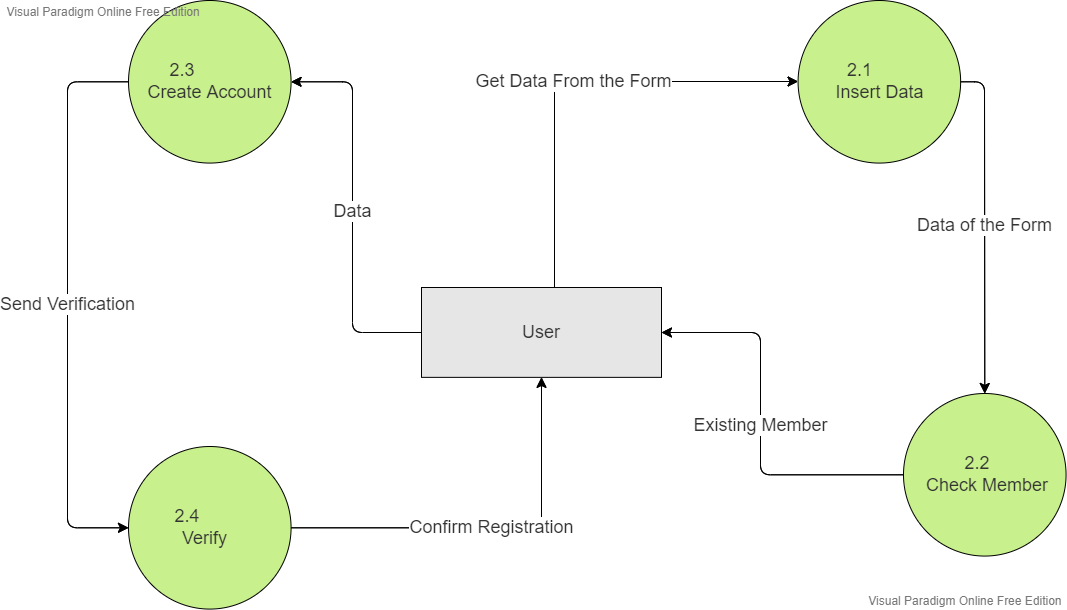 Visual Paradigm Online Free Edition
2.3
Create Account
Get Data From the Form
2.1
Insert Data
Data
Data of the Form
Send Verification
User
Existing Member
2.2
Check Member
2.4
Verify
Confirm Registration
Visual Paradigm Online Free Edition